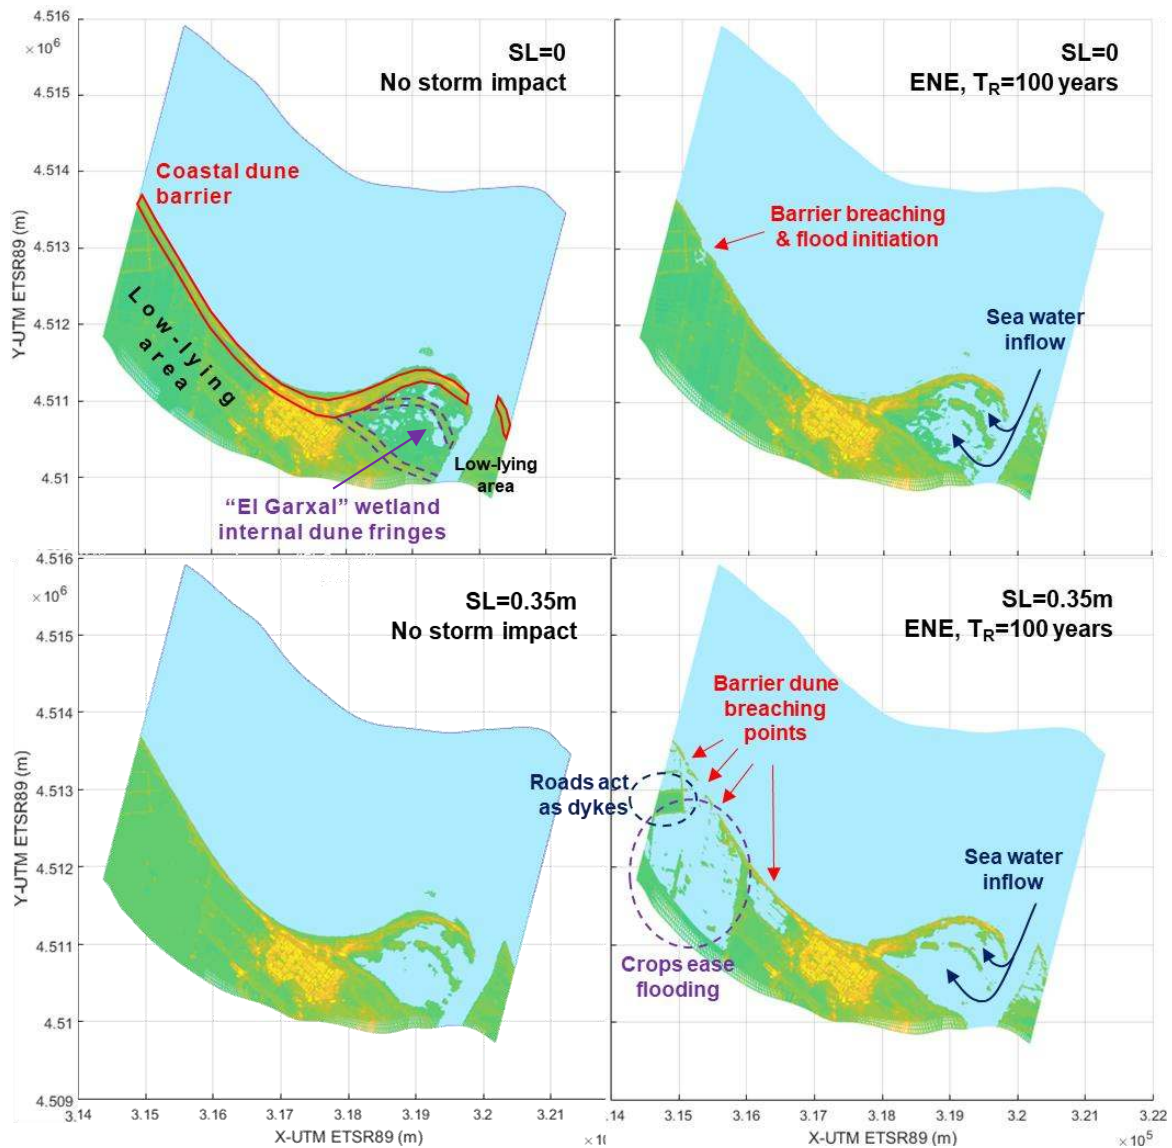 4.516
×10⁶
4.515
4.514
4.513
4.512
4.511
4.51
Y-UTM ETSR89 (m)
SL=0
No storm impact
Coastal dune
barrier
Low-lying
area
Low-lying
area
“El Garxal” wetland
internal dune fringes
SL=0
ENE, T_R=100 years
Barrier breaching
& flood initiation
Sea water
inflow
4.516
×10⁶
4.515
4.514
4.513
4.512
4.511
4.51
4.509
Y-UTM ETSR89 (m)
SL=0.35m
No storm impact
3.14 3.15 3.16 3.17 3.18 3.19 3.2 3.21
X-UTM ETSR89 (m)
SL=0.35m
ENE, T_R=100 years
Barrier dune
breaching
points
Roads act
as dykes
Sea water
inflow
Crops ease
flooding
.14 3.15 3.16 3.17 3.18 3.19 3.2 3.21 3.22
X-UTM ETSR89 (m)
×10⁵